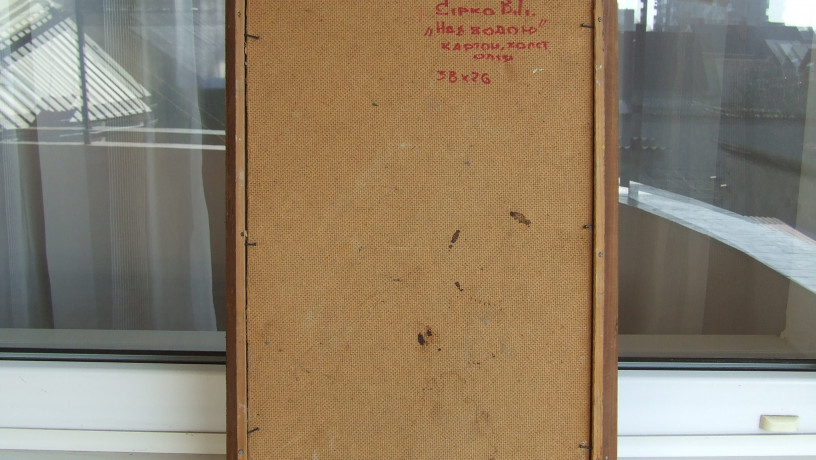 Сірко В.І.
„Над водою"
картон, холст
олія
38х26